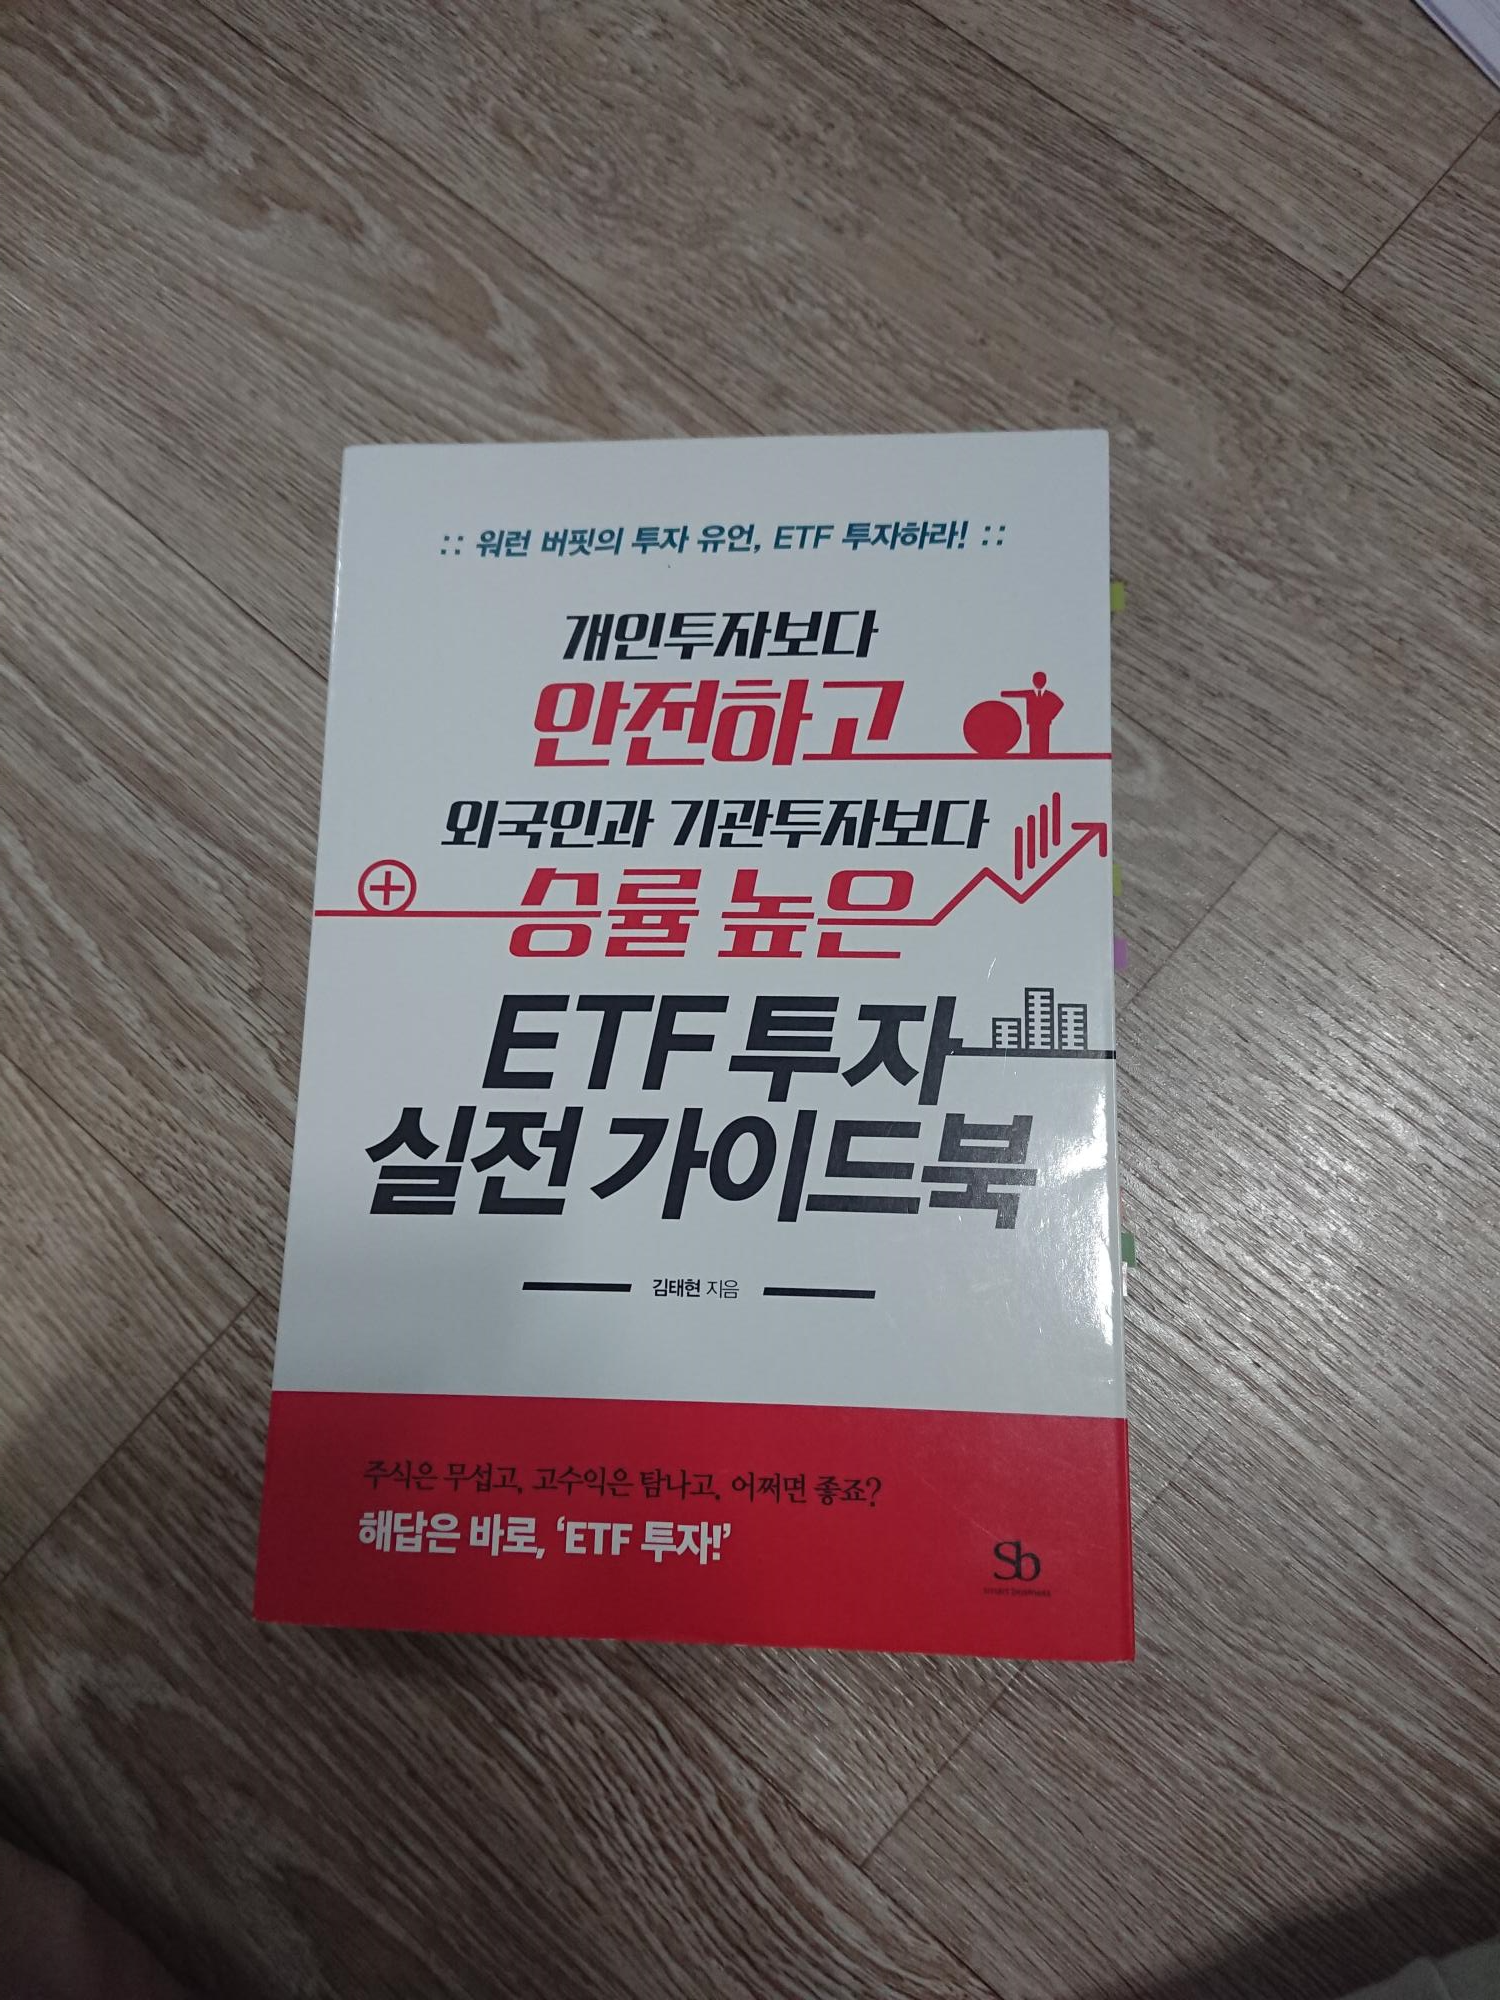 :: 워런 버핏의 투자 유언, ETF 투자하라! ::
개인투자보다
안전하고
외국인과 기관투자보다
승률 높은
ETF 투자
실전 가이드북
김태현 지음
주식은 무섭고, 고수익은 탐나고, 어쩌면 좋죠?
해답은 바로, ‘ETF 투자!’
Sb
smart business